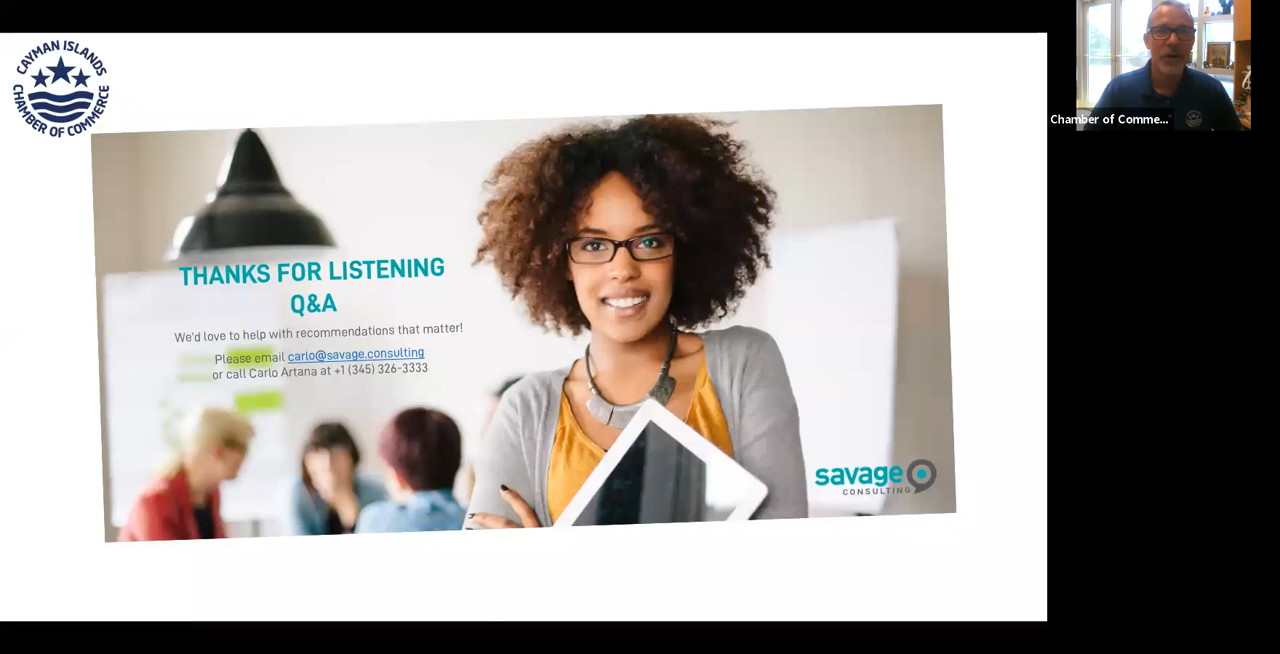 CAYMAN ISLANDS
CHAMBER OF COMMERCE
Chamber of Comme...
THANKS FOR LISTENING
Q&A
We'd love to help with recommendations that matter!
Please email carlo@savage.consulting
or call Carlo Artana at +1 (345) 326-3333
savage
CONSULTING